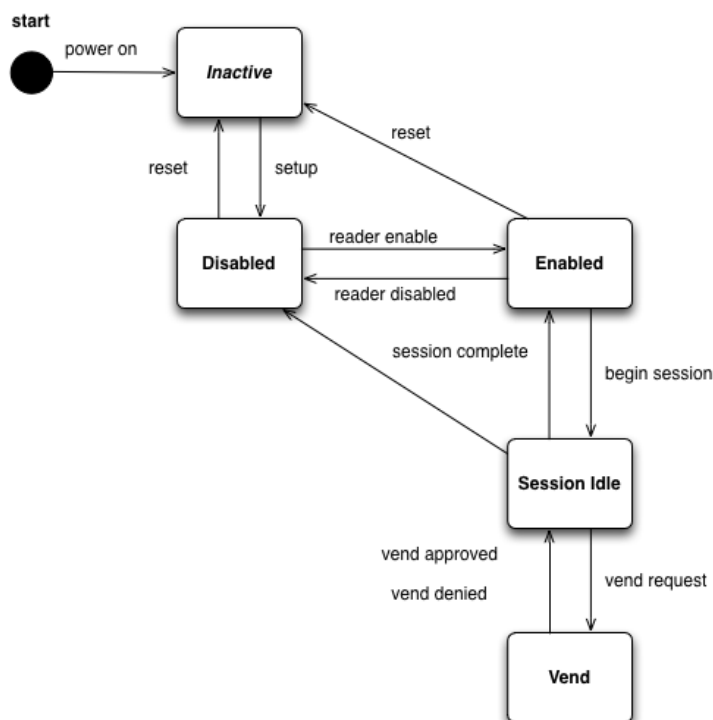 start
power on
Inactive
reset
reset
setup
reader enable
Disabled
Enabled
reader disabled
session complete
begin session
Session Idle
vend approved
vend request
vend denied
Vend